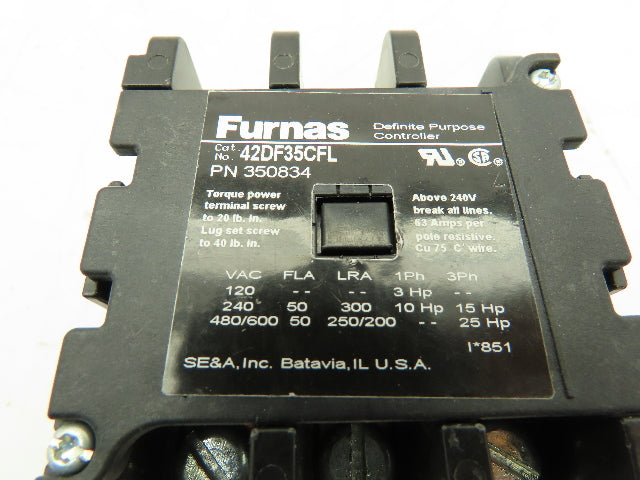 Furnas Definite Purpose
Controller
Cat.
No. 42DF35CFL
PN 350834
Torque power
terminal screw
to 20 lb. in.
Lug set screw
to 40 lb. in.
Above 240V
break all lines.
63 Amps per
pole resistive.
Cu 75 °C wire.
VAC FLA LRA 1Ph 3Ph
120 -- -- 3 Hp --
240 50 300 10 Hp 15 Hp
480/600 50 250/200 -- 25 Hp
I*851
SE&A, Inc. Batavia, IL U.S.A.